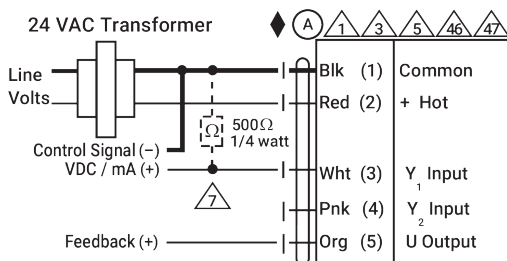 24 VAC Transformer
A 1 3 5 46 47
Line
Volts
Blk (1) Common
Red (2) + Hot
Ω 500Ω
1/4 watt
Control Signal (−)
VDC / mA (+)
7
Wht (3) Y1 Input
Pnk (4) Y2 Input
Feedback (+)
Org (5) U Output